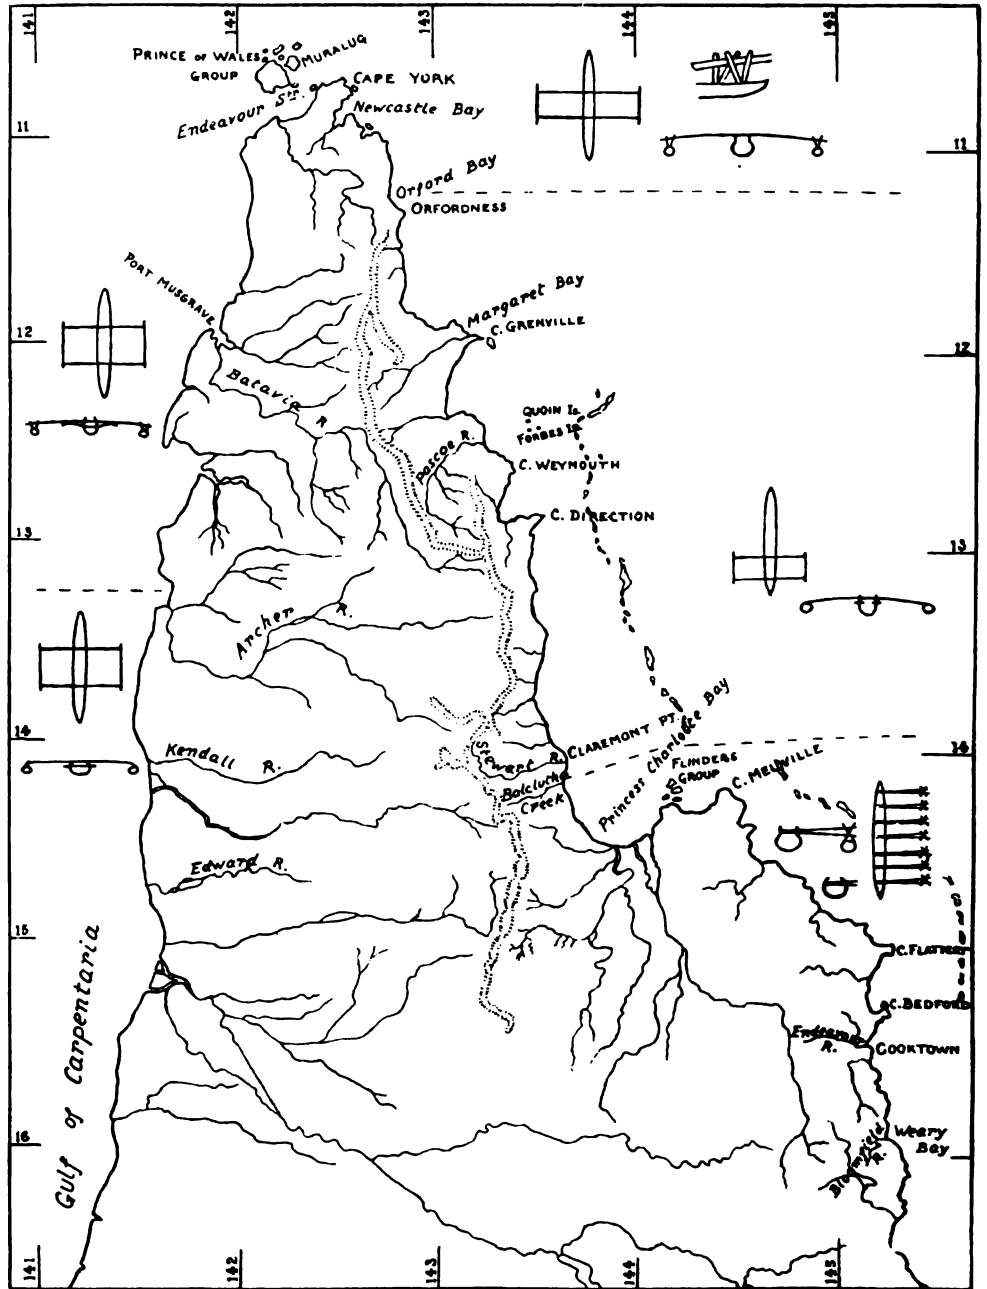 141
142
143
144
145
PRINCE OF WALES
GROUP
MURALUG
CAPE YORK
Endeavour Str.
Newcastle Bay
11
11
Orford Bay
ORFORDNESS
PORT MUSGRAVE
Margaret Bay
C. GRENVILLE
12
12
Batavia R.
QUOIN Is.
FORBES Is.
Pascoe R.
C. WEYMOUTH
C. DIRECTION
13
13
Archer R.
14
14
Kendall R.
Stewart R.
CLAREMONT PT.
Princess Charlotte Bay
Balclutha
Creek
FLINDERS
GROUP
C. MELVILLE
Edward R.
15
C. FLATTERY
C. BEDFORD
Endeavour
R.
COOKTOWN
Gulf of Carpentaria
16
Weary
Bay
Bloomfield
R.
141
142
143
144
145